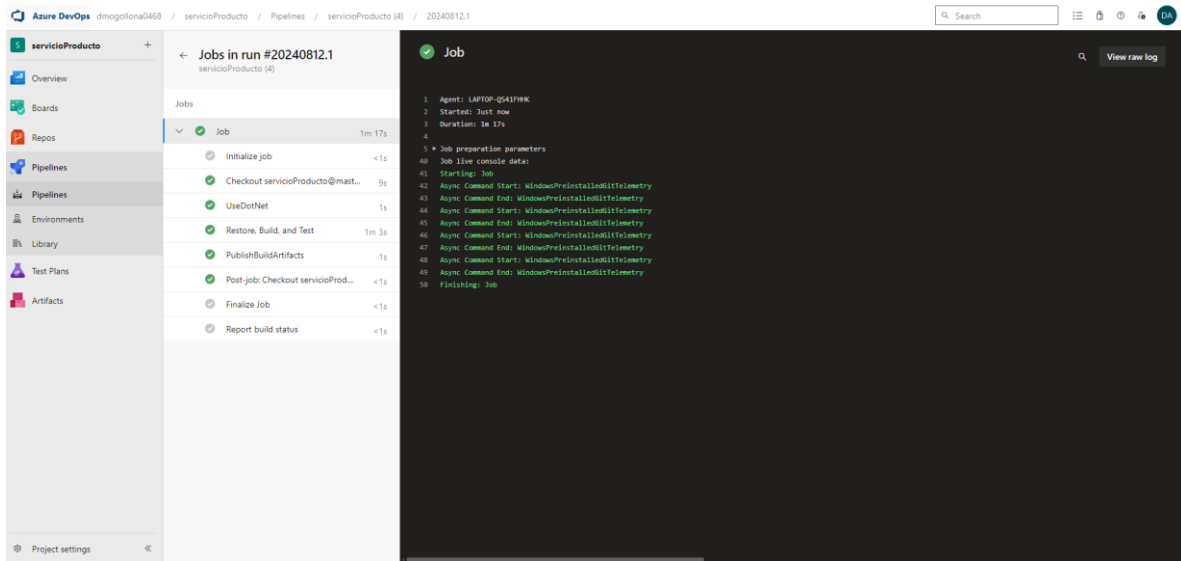 Azure DevOps dmogollona0468 / servicioProducto / Pipelines / servicioProducto (4) / 20240812.1
Search
DA
S servicioProducto +
Overview
Boards
Repos
Pipelines
Pipelines
Environments
Library
Test Plans
Artifacts
Project settings
← Jobs in run #20240812.1
servicioProducto (4)
Jobs
Job 1m 17s
Initialize job <1s
Checkout servicioProducto@mast... 9s
UseDotNet 1s
Restore, Build, and Test 1m 3s
PublishBuildArtifacts 1s
Post-job: Checkout servicioProd... <1s
Finalize Job <1s
Report build status <1s
Job
View raw log
1 Agent: LAPTOP-QS41FHHK
2 Started: Just now
3 Duration: 1m 17s
4
5 Job preparation parameters
40 Job live console data:
41 Starting: Job
42 Async Command Start: WindowsPreinstalledGitTelemetry
43 Async Command End: WindowsPreinstalledGitTelemetry
44 Async Command Start: WindowsPreinstalledGitTelemetry
45 Async Command End: WindowsPreinstalledGitTelemetry
46 Async Command Start: WindowsPreinstalledGitTelemetry
47 Async Command End: WindowsPreinstalledGitTelemetry
48 Async Command Start: WindowsPreinstalledGitTelemetry
49 Async Command End: WindowsPreinstalledGitTelemetry
50 Finishing: Job